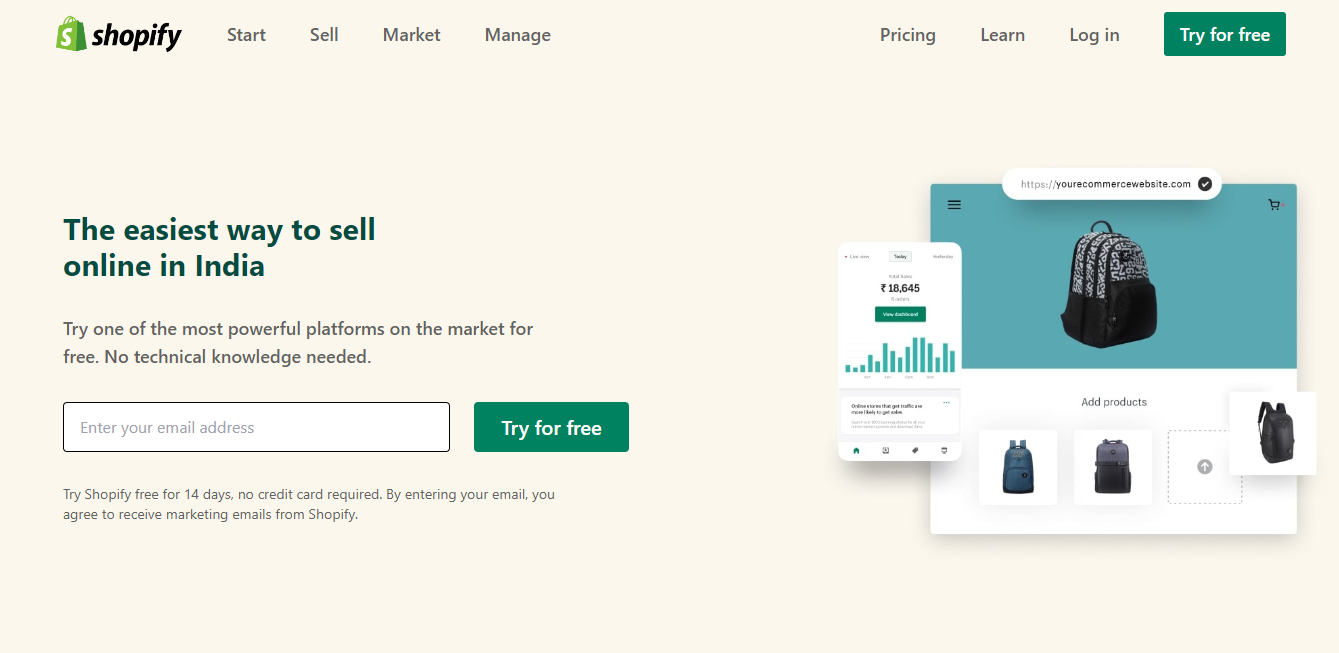 shopify
Start
Sell
Market
Manage
Pricing
Learn
Log in
Try for free
The easiest way to sell
online in India
Try one of the most powerful platforms on the market for
free. No technical knowledge needed.
Enter your email address
Try for free
Try Shopify free for 14 days, no credit card required. By entering your email, you
agree to receive marketing emails from Shopify.
https://yourecommercewebsite.com
Live view
Today
Yesterday
Total Sales
₹ 18,645
View dashboard
Online stores that get traffic are
more likely to get sales
Add products